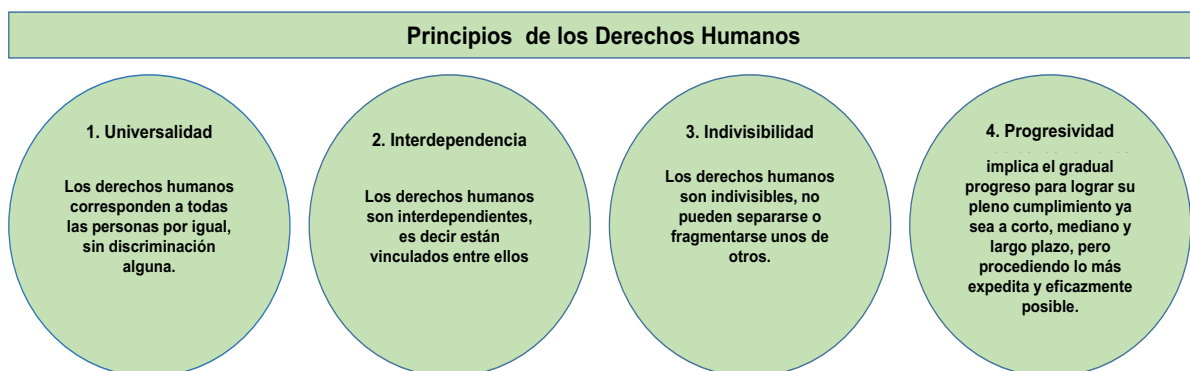 Principios de los Derechos Humanos
1. Universalidad
Los derechos humanos
corresponden a todas
las personas por igual,
sin discriminación
alguna.
2. Interdependencia
Los derechos humanos
son interdependientes,
es decir están
vinculados entre ellos
3. Indivisibilidad
Los derechos humanos
son indivisibles, no
pueden separarse o
fragmentarse unos de
otros.
4. Progresividad
implica el gradual
progreso para lograr su
pleno cumplimiento ya
sea a corto, mediano y
largo plazo, pero
procediendo lo más
expedita y eficazmente
posible.